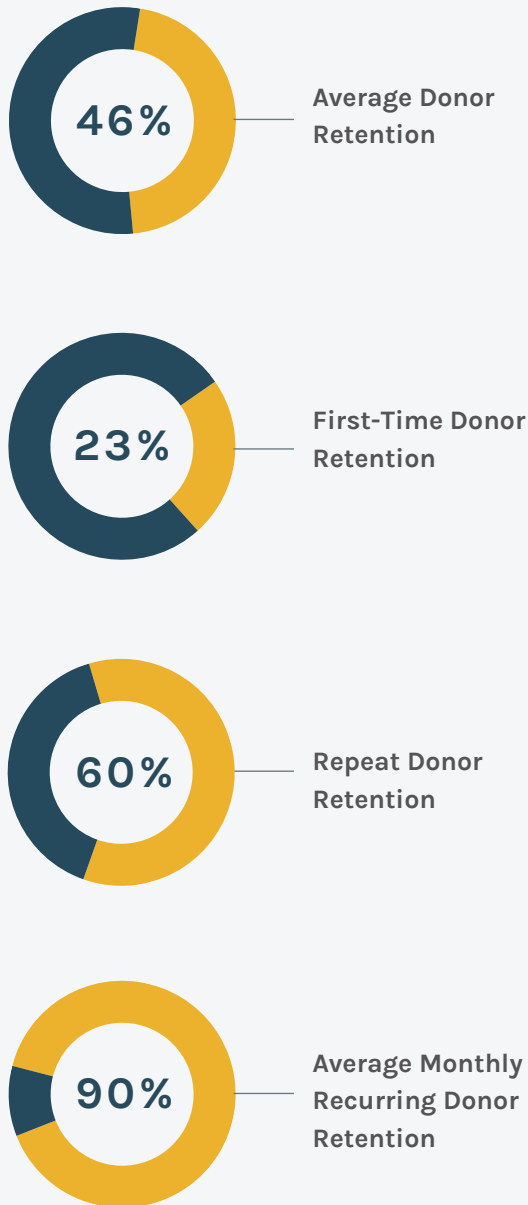 46%
Average Donor
Retention
23%
First-Time Donor
Retention
60%
Repeat Donor
Retention
90%
Average Monthly
Recurring Donor
Retention